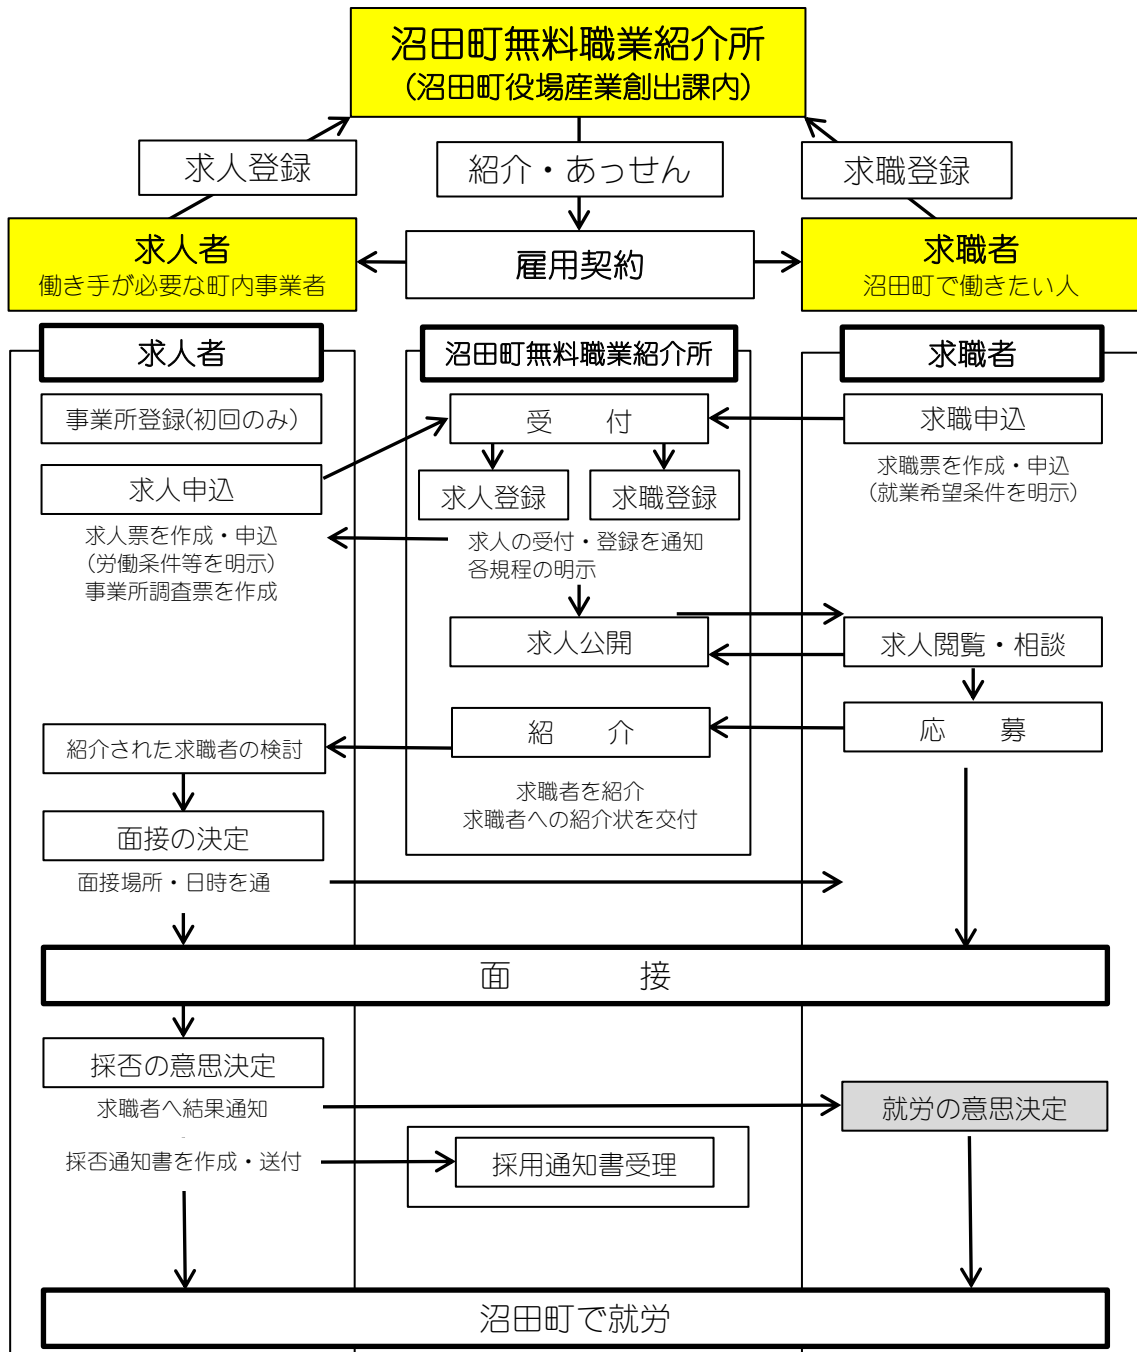 沼田町無料職業紹介所
(沼田町役場産業創出課内)
求人登録
紹介・あっせん
求職登録
求人者
働き手が必要な町内事業者
雇用契約
求職者
沼田町で働きたい人
求人者
沼田町無料職業紹介所
求職者
事業所登録(初回のみ)
受　付
求職申込
求人申込
求人登録
求職登録
求職票を作成・申込
(就業希望条件を明示)
求人票を作成・申込
(労働条件等を明示)
事業所調査票を作成
求人の受付・登録を通知
各規程の明示
求人公開
求人閲覧・相談
紹介された求職者の検討
紹　介
応　募
求職者を紹介
求職者への紹介状を交付
面接の決定
面接場所・日時を通
面　接
採否の意思決定
求職者へ結果通知
就労の意思決定
採否通知書を作成・送付
採用通知書受理
沼田町で就労